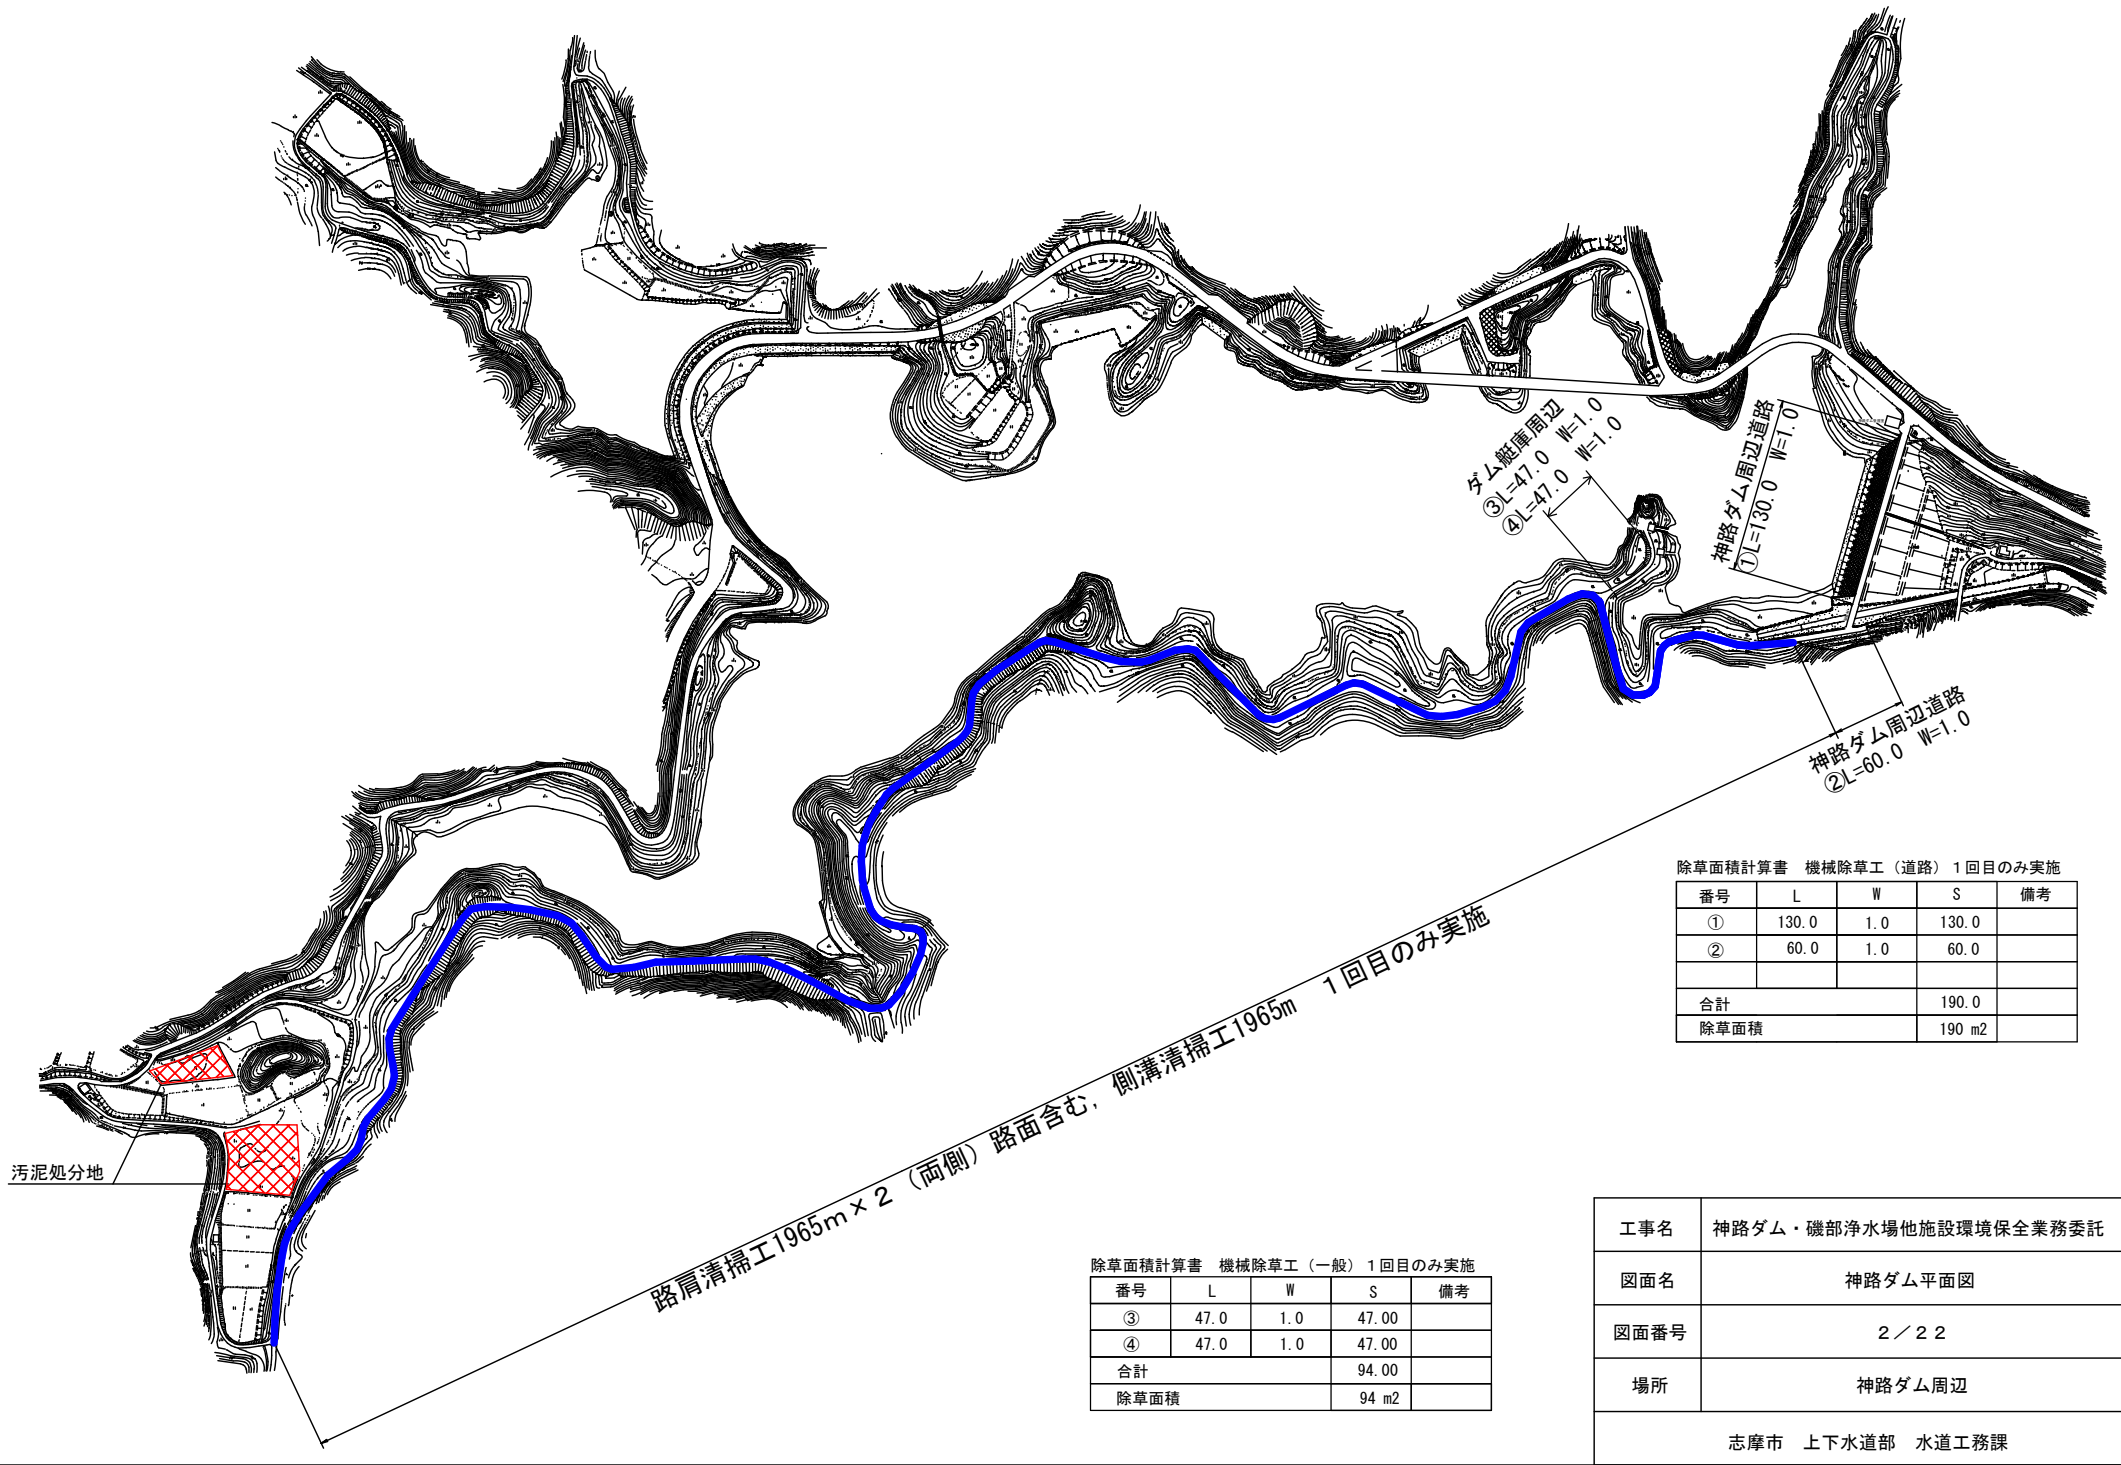 ダム艇庫周辺
③L=47.0 W=1.0
④L=47.0 W=1.0
神路ダム周辺道路
①L=130.0 W=1.0
神路ダム周辺道路
②L=60.0 W=1.0
路肩清掃工1965m×2（両側）路面含む，側溝清掃工1965m 1回目のみ実施
汚泥処分地
除草面積計算書 機械除草工（道路）1回目のみ実施
番号 L W S 備考
① 130.0 1.0 130.0
② 60.0 1.0 60.0
合計 190.0
除草面積 190 m2
除草面積計算書 機械除草工（一般）1回目のみ実施
番号 L W S 備考
③ 47.0 1.0 47.00
④ 47.0 1.0 47.00
合計 94.00
除草面積 94 m2
工事名 神路ダム・磯部浄水場他施設環境保全業務委託
図面名 神路ダム平面図
図面番号 2／22
場所 神路ダム周辺
志摩市 上下水道部 水道工務課